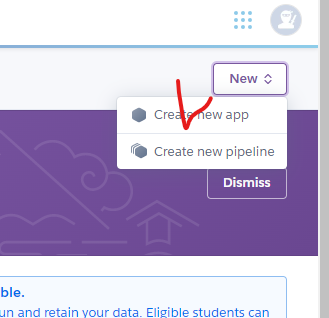 New
Create new app
Create new pipeline
Dismiss
ble.
un and retain your data. Eligible students can